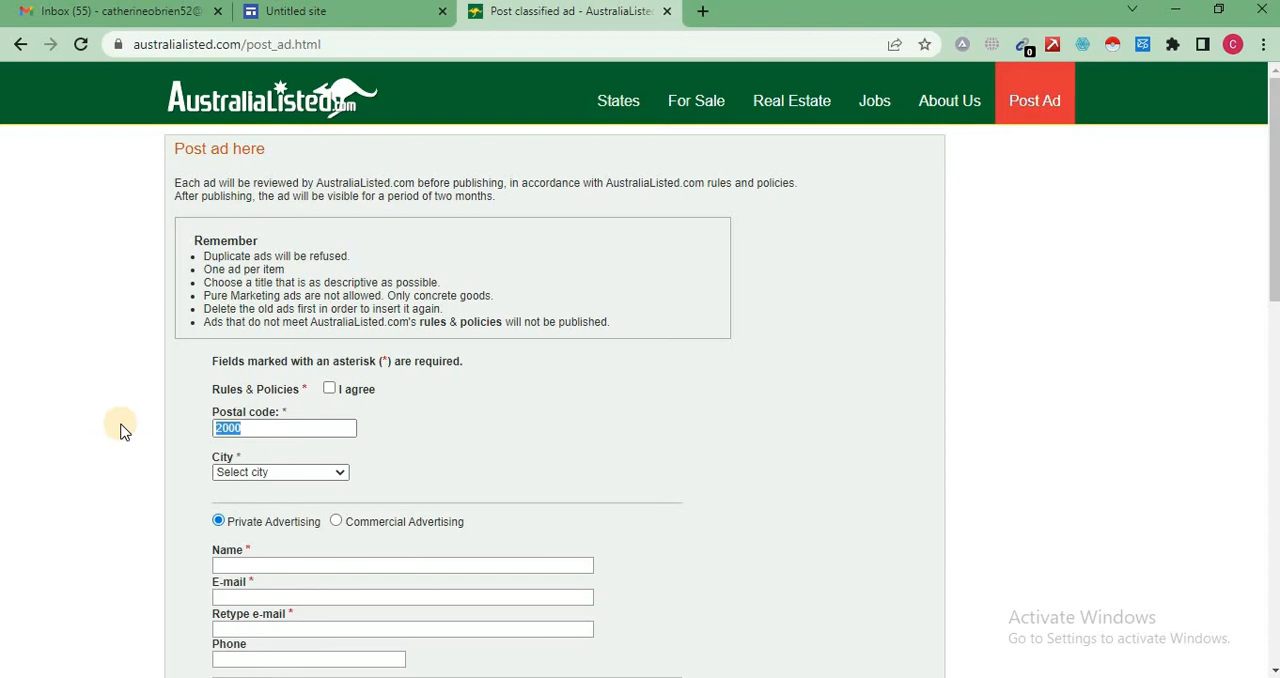 Inbox (55) - catherineobrien52@
Untitled site
Post classified ad - AustraliaListe
australialisted.com/post_ad.html
0
C
AustraliaListed.com
States
For Sale
Real Estate
Jobs
About Us
Post Ad
Post ad here
Each ad will be reviewed by AustraliaListed.com before publishing, in accordance with AustraliaListed.com rules and policies.
After publishing, the ad will be visible for a period of two months.
Remember
Duplicate ads will be refused.
One ad per item
Choose a title that is as descriptive as possible.
Pure Marketing ads are not allowed. Only concrete goods.
Delete the old ads first in order to insert it again.
Ads that do not meet AustraliaListed.com's rules & policies will not be published.
Fields marked with an asterisk (*) are required.
Rules & Policies * I agree
Postal code: *
2000
City *
Select city
Private Advertising Commercial Advertising
Name *
E-mail *
Retype e-mail *
Phone
Activate Windows
Go to Settings to activate Windows.